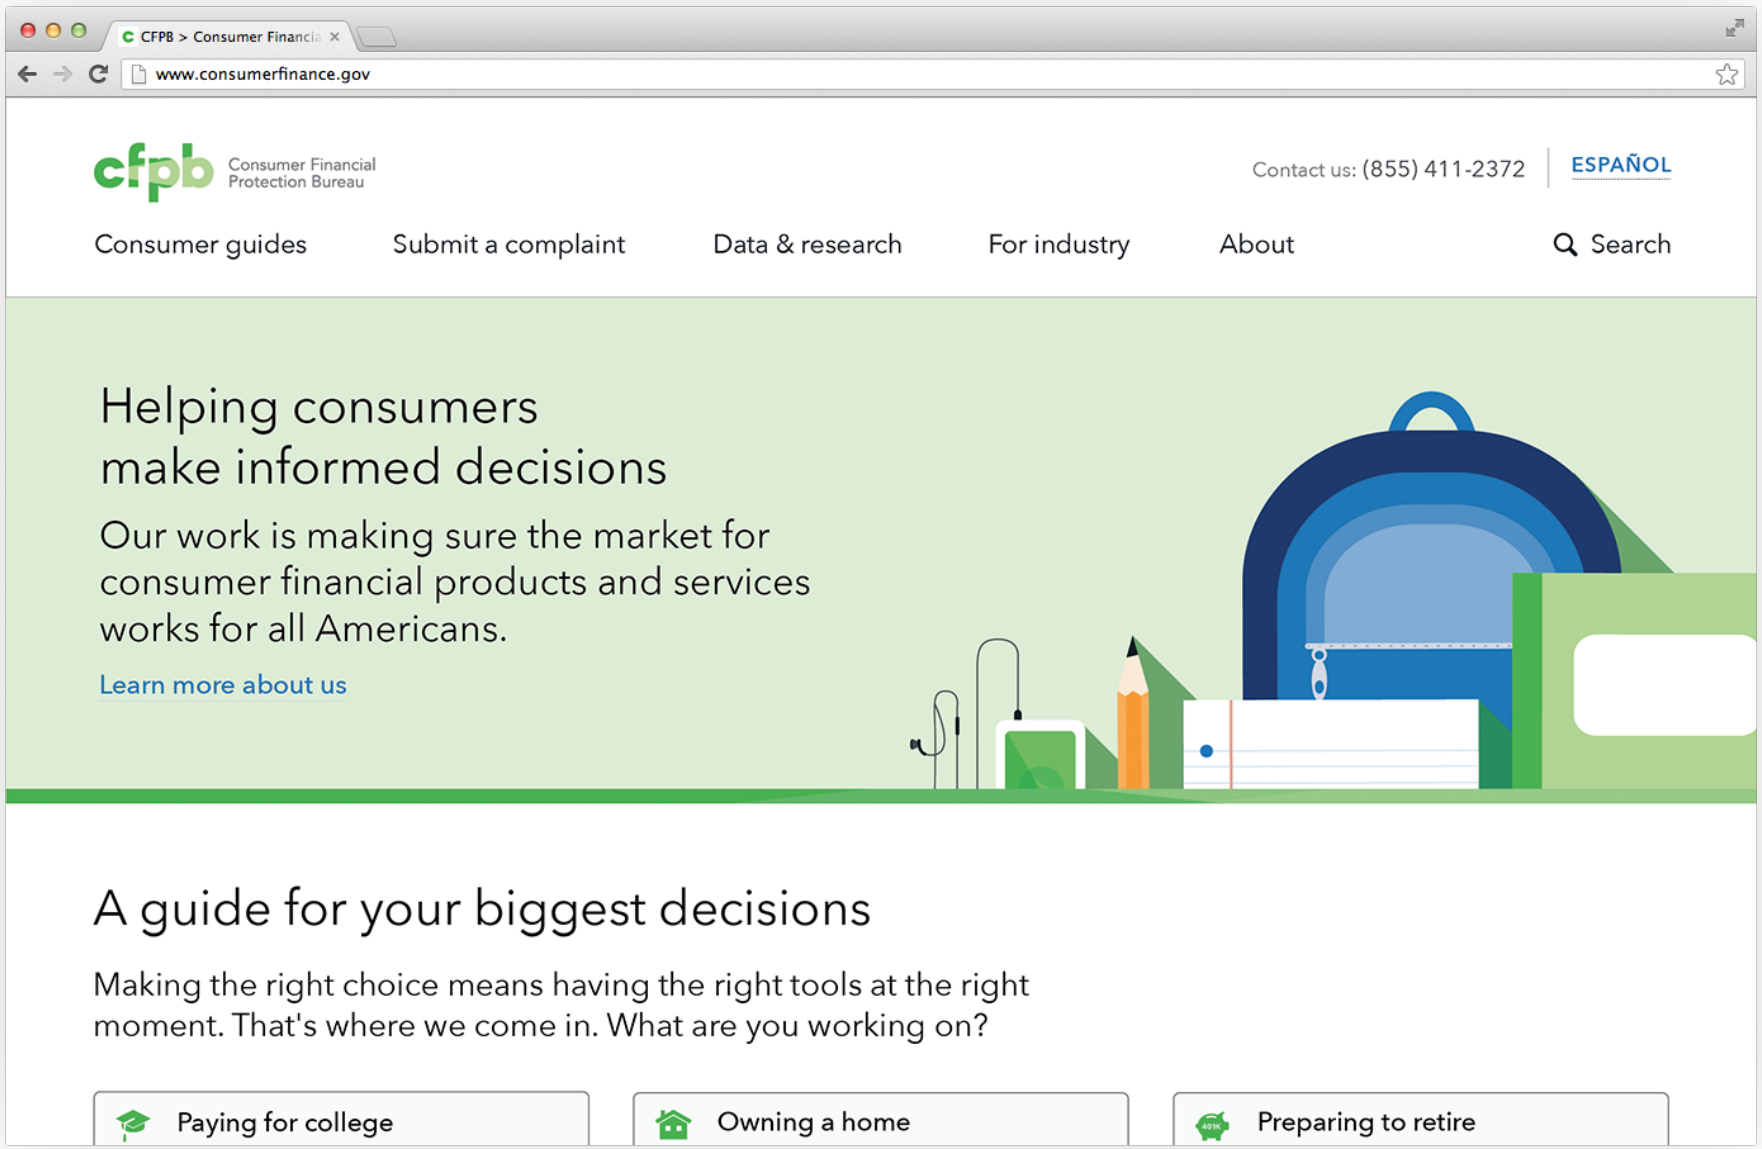 CFPB > Consumer Financia
www.consumerfinance.gov
cfpb
Consumer Financial
Protection Bureau
Contact us: (855) 411-2372
ESPAÑOL
Consumer guides
Submit a complaint
Data & research
For industry
About
Search
Helping consumers
make informed decisions
Our work is making sure the market for
consumer financial products and services
works for all Americans.
Learn more about us
A guide for your biggest decisions
Making the right choice means having the right tools at the right
moment. That's where we come in. What are you working on?
Paying for college
Owning a home
401K
Preparing to retire